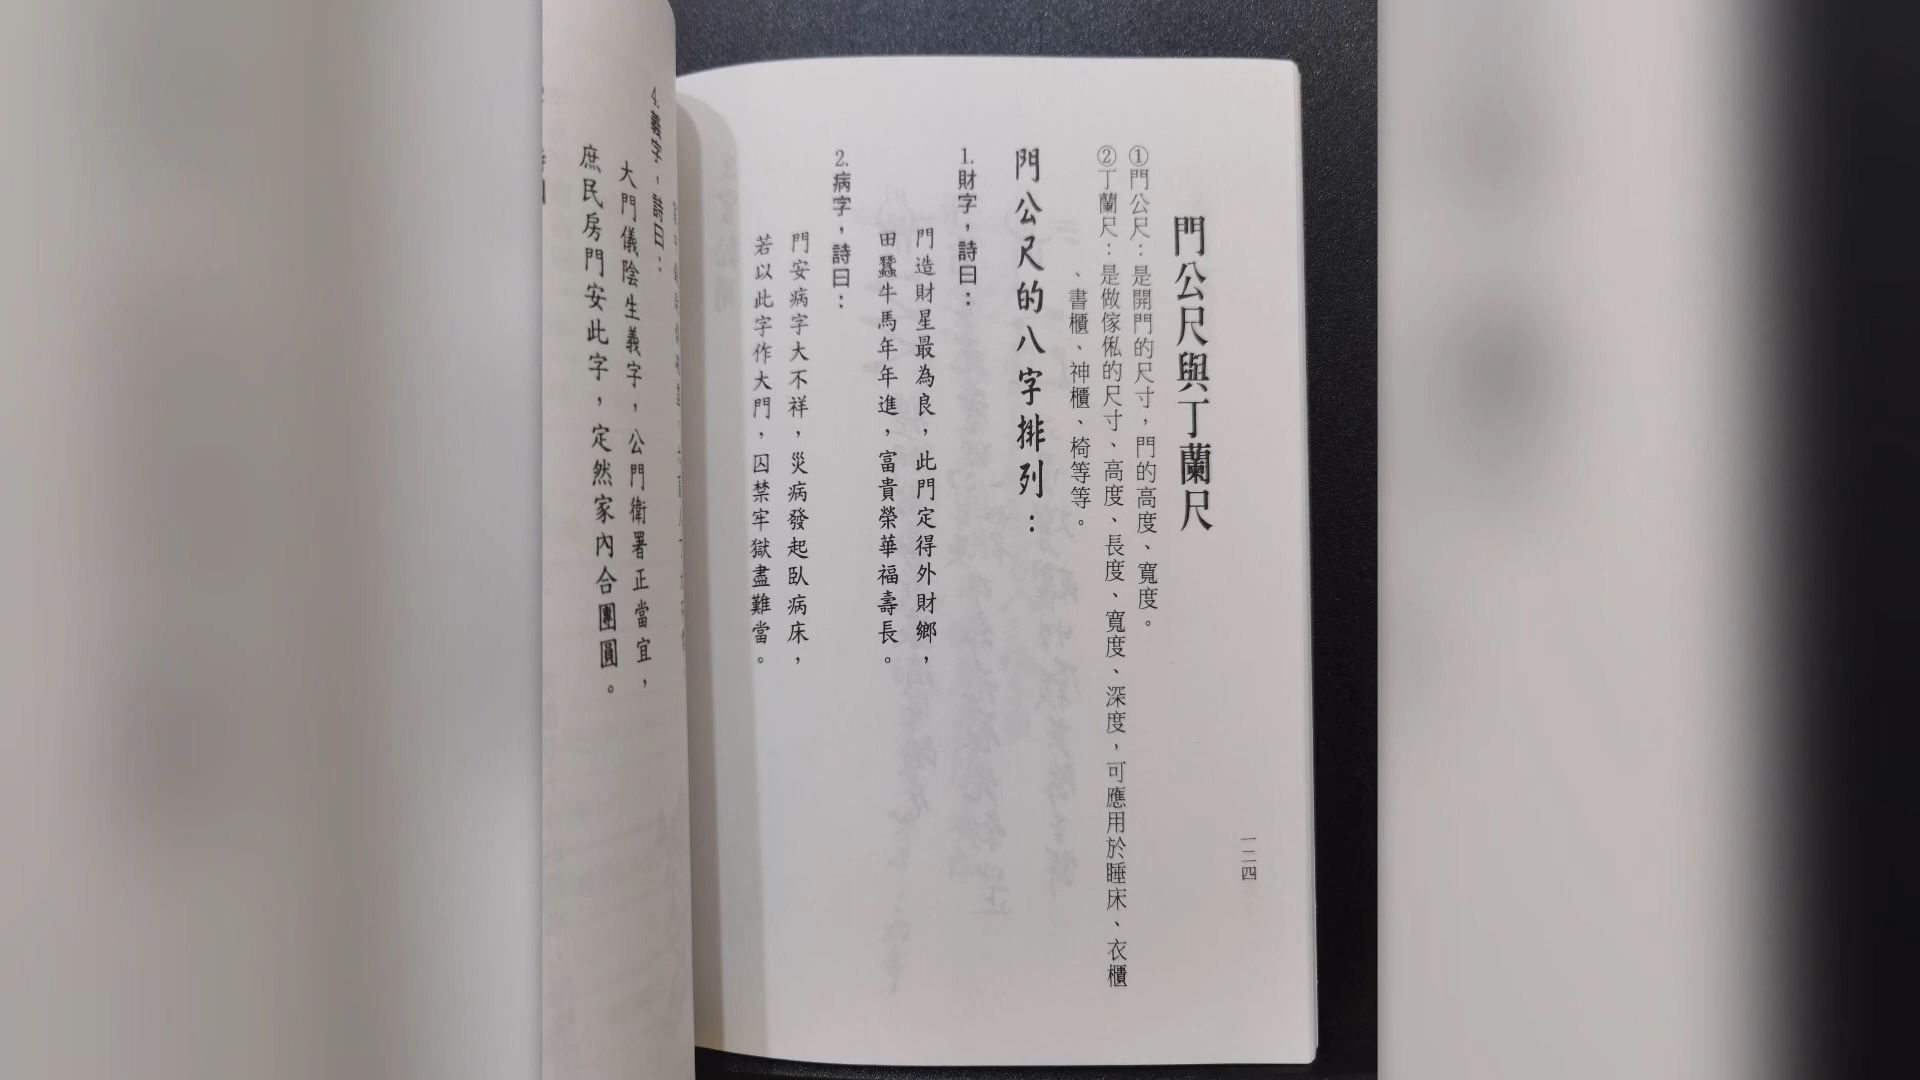 門公尺與丁蘭尺
①門公尺：是開門的尺寸，門的高度、寬度。
②丁蘭尺：是做傢俬的尺寸、高度、長度、寬度、深度，可應用於睡床、衣櫃
、書櫃、神櫃、椅等等。
門公尺的八字排列：
1.財字，詩曰：
門造財星最為良，此門定得外財鄉，
田蠶牛馬年年進，富貴榮華福壽長。
2.病字，詩曰：
門安病字大不祥，災病發起臥病床，
若以此字作大門，囚禁牢獄盡難當。
一二四
4.義字，詩曰：
大門儀陰生義字，公門衛署正當宜，
庶民房門安此字，定然家內合團圓。